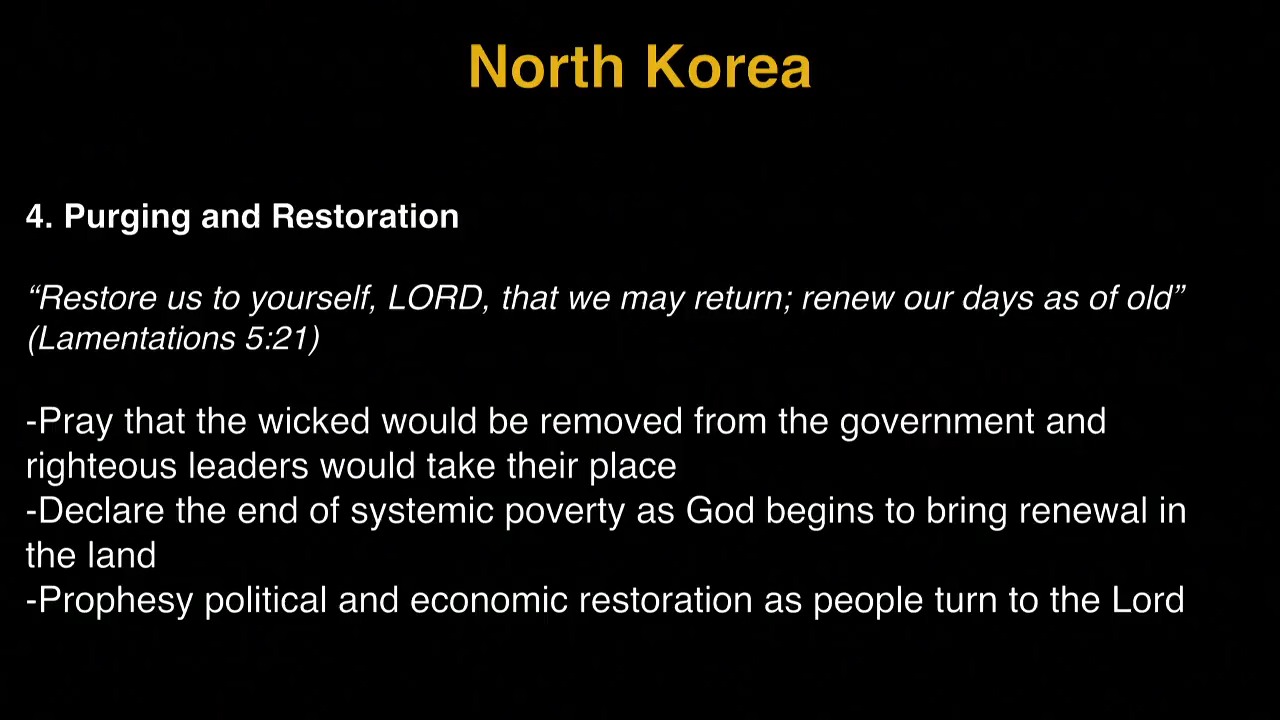 North Korea
4. Purging and Restoration
“Restore us to yourself, LORD, that we may return; renew our days as of old”
(Lamentations 5:21)
-Pray that the wicked would be removed from the government and
righteous leaders would take their place
-Declare the end of systemic poverty as God begins to bring renewal in
the land
-Prophesy political and economic restoration as people turn to the Lord